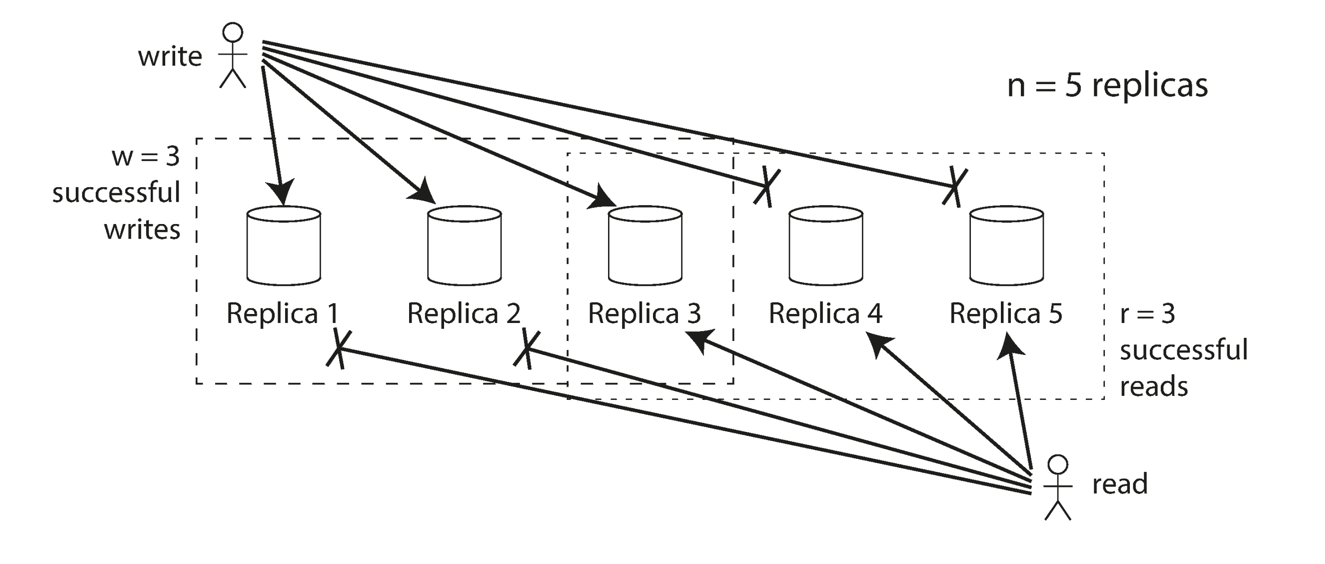 write
n = 5 replicas
w = 3
successful
writes
Replica 1
Replica 2
Replica 3
Replica 4
Replica 5
r = 3
successful
reads
read